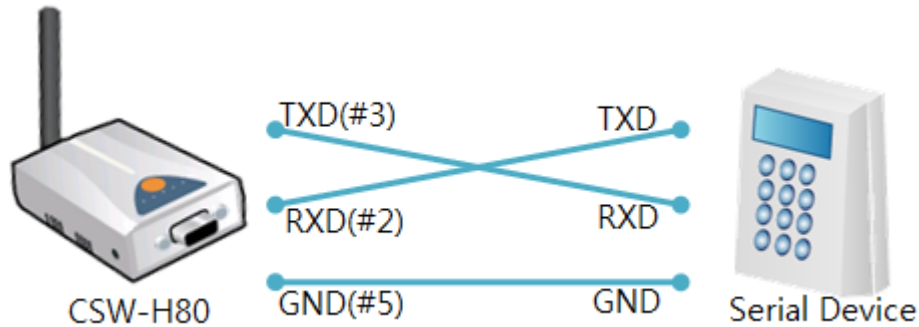 TXD(#3) TXD
RXD(#2) RXD
GND(#5) GND
CSW-H80 Serial Device